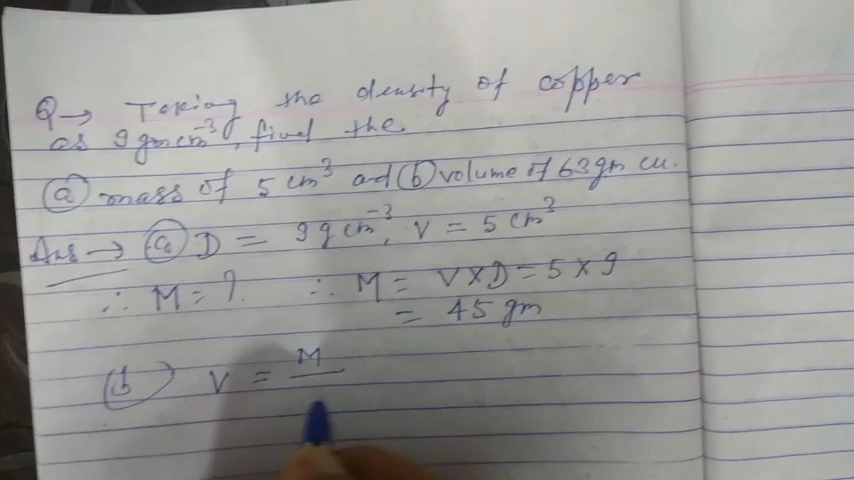 Q → Taking the density of copper
as 9 gm cm⁻³, find the.
(a) mass of 5 cm³ and (b) volume of 63 gm cu.
Ans → (a) D = 9 g cm⁻³, V = 5 cm³
∴ M = ?. ∴ M = V × D = 5 × 9
= 45 gm
(b) V = M